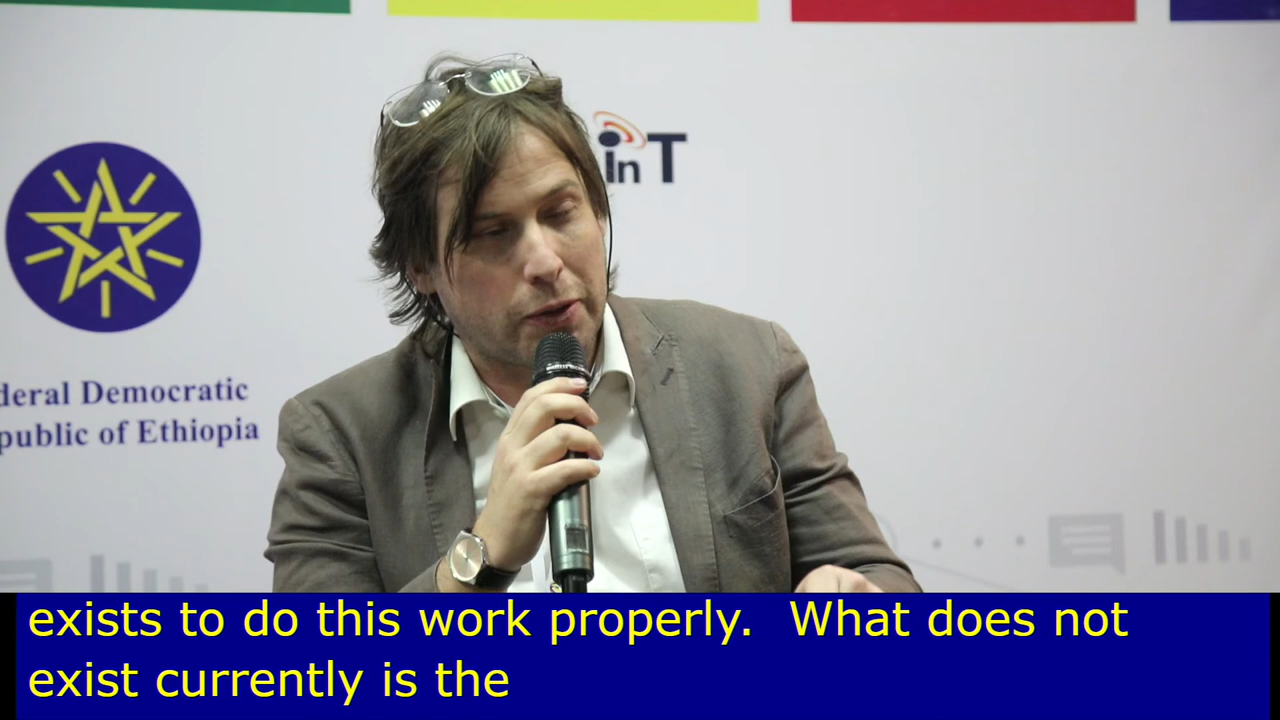 In T
deral Democratic
public of Ethiopia
exists to do this work properly.  What does not
exist currently is the